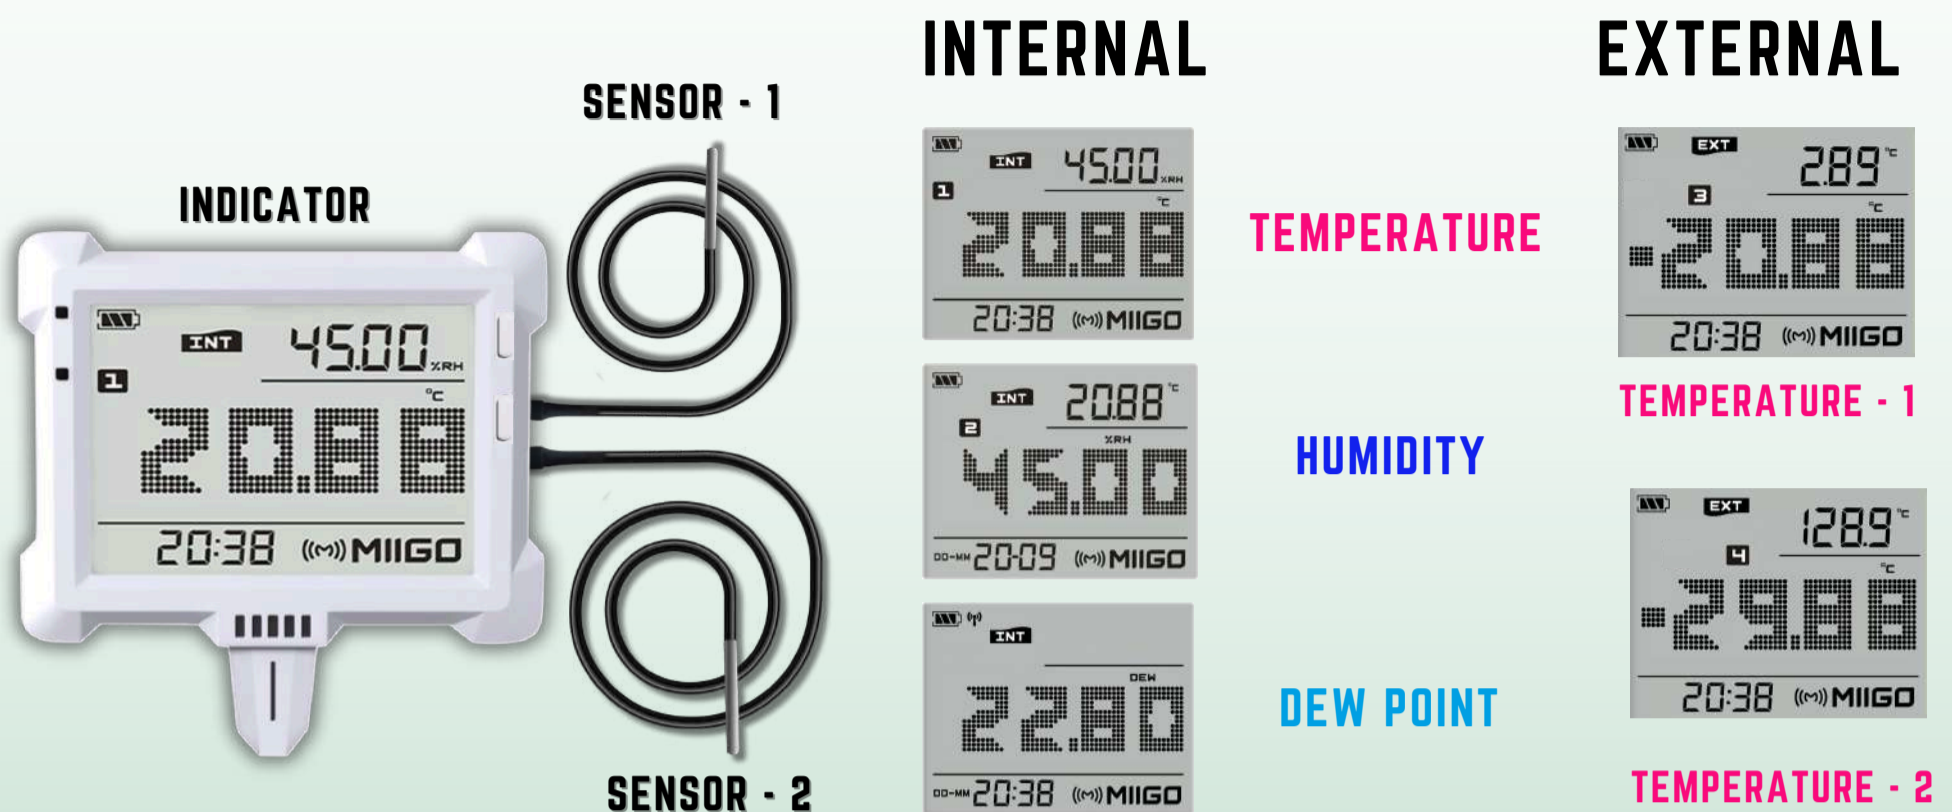 INTERNAL
EXTERNAL
SENSOR - 1
INDICATOR
INT
45.00 %RH
1
°C
20.88
20:38 ((m)) MIIGO
SENSOR - 2
INT
45.00 %RH
1
°C
20.88
20:38 ((m)) MIIGO
TEMPERATURE
INT
20.88 °C
2
%RH
45.00
DD-MM 20-09 ((m)) MIIGO
HUMIDITY
INT
DEW
22.80
DD-MM 20:38 ((m)) MIIGO
DEW POINT
EXT
2.89 °C
3
°C
-20.88
20:38 ((m)) MIIGO
TEMPERATURE - 1
EXT
128.9 °C
4
°C
-29.88
20:38 ((m)) MIIGO
TEMPERATURE - 2